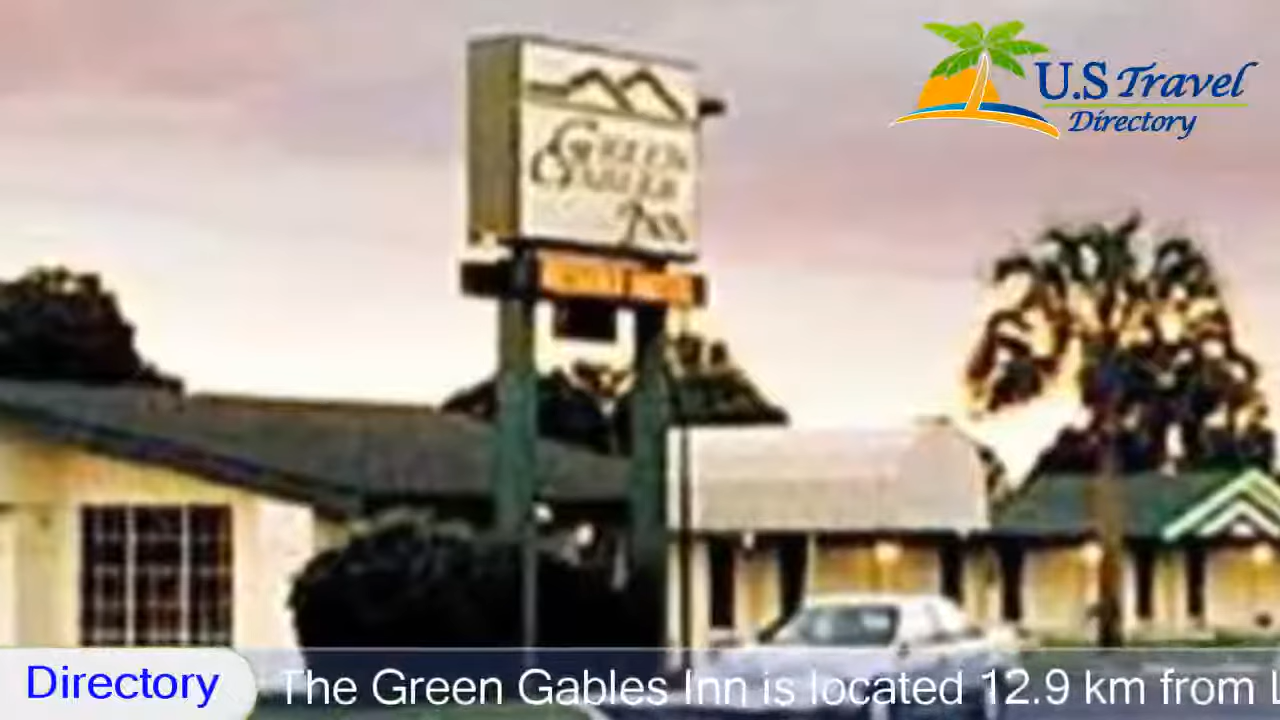 U.S Travel
Directory
Green
Gables
Inn
Directory
The Green Gables Inn is located 12.9 km from L